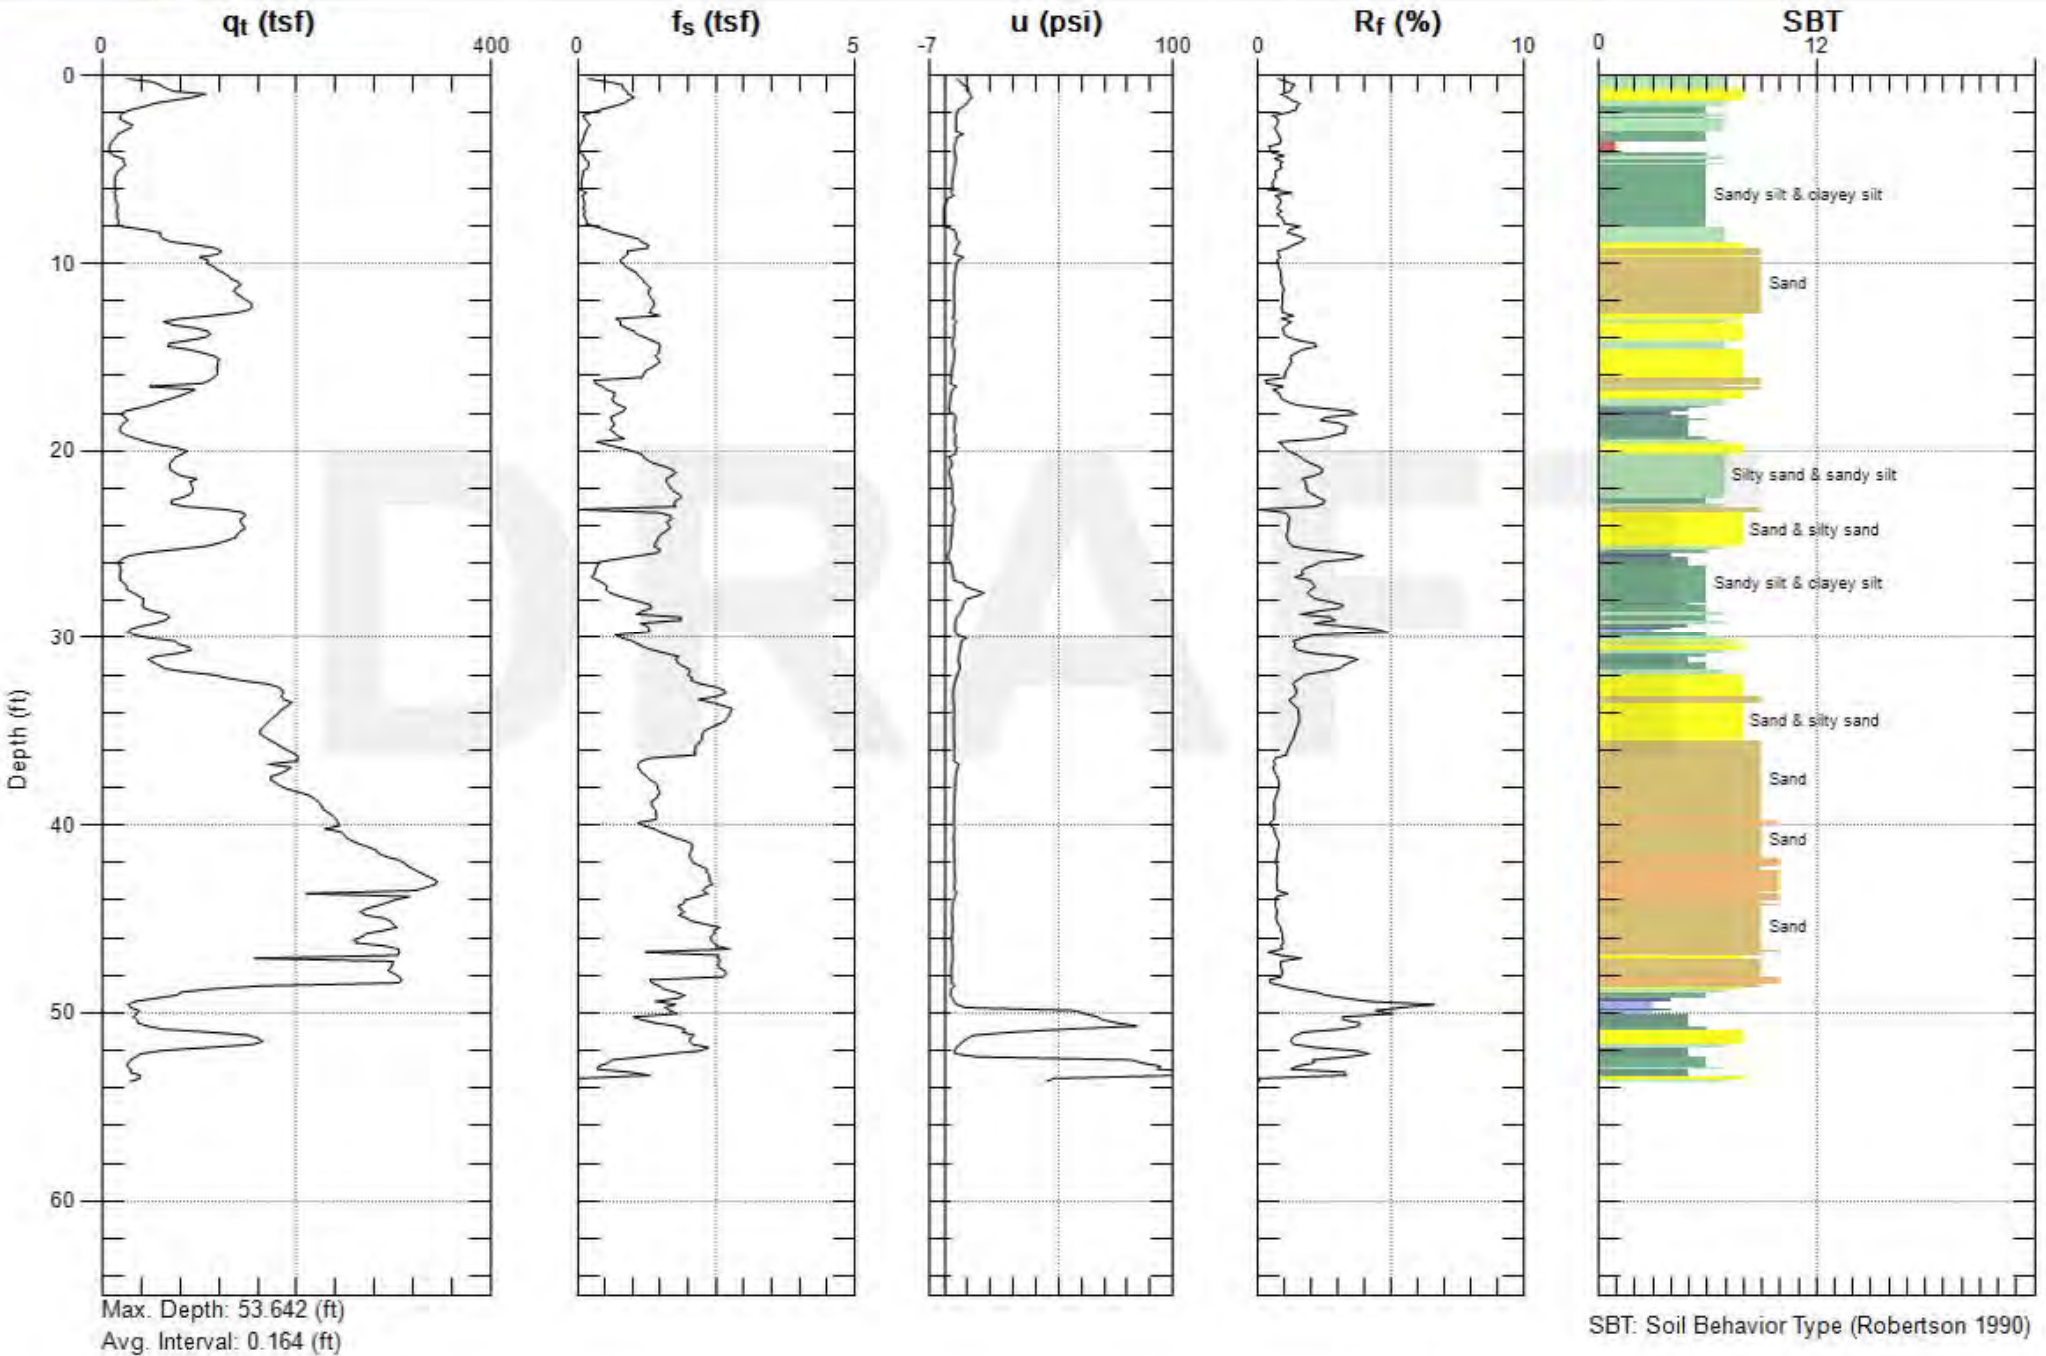 qt (tsf) fs (tsf) u (psi) Rf (%) SBT
0 400 0 5 -7 100 0 10 0 12
0
Sandy silt & clayey silt
10
Sand
20
Silty sand & sandy silt
Sand & silty sand
Sandy silt & clayey silt
30
Sand & silty sand
Depth (ft)
Sand
40
Sand
Sand
50
60
DRAFT
Max. Depth: 53.642 (ft)
Avg. Interval: 0.164 (ft)
SBT: Soil Behavior Type (Robertson 1990)